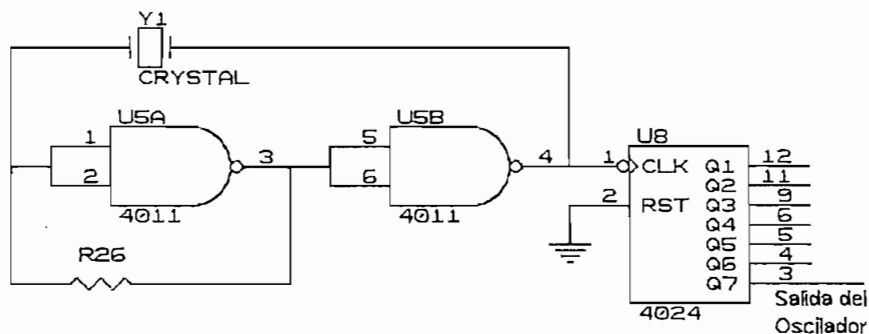 Y1
CRYSTAL
U5A
1
2
3
4011
U5B
5
6
4
4011
U8
1
CLK
2
RST
Q1 12
Q2 11
Q3 9
Q4 6
Q5 5
Q6 4
Q7 3
4024
R26
Salida del
Oscilador